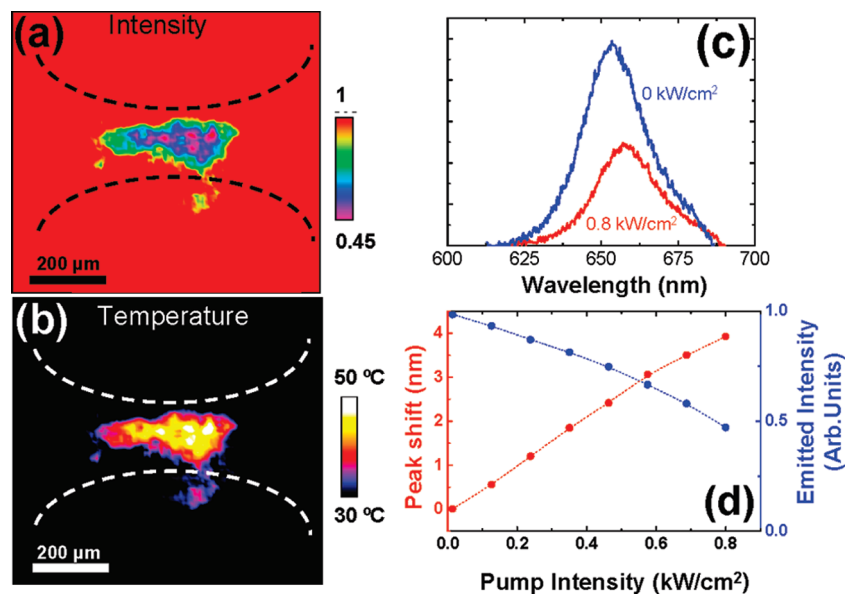 (a)
Intensity
1
0.45
200 µm
(b)
Temperature
50 ºC
30 ºC
200 µm
(c)
0 kW/cm²
0.8 kW/cm²
600 625 650 675 700
Wavelength (nm)
4
3
2
1
0
Peak shift (nm)
1.0
0.5
0.0
Emitted Intensity
(Arb.Units)
(d)
0.0 0.2 0.4 0.6 0.8
Pump Intensity (kW/cm²)